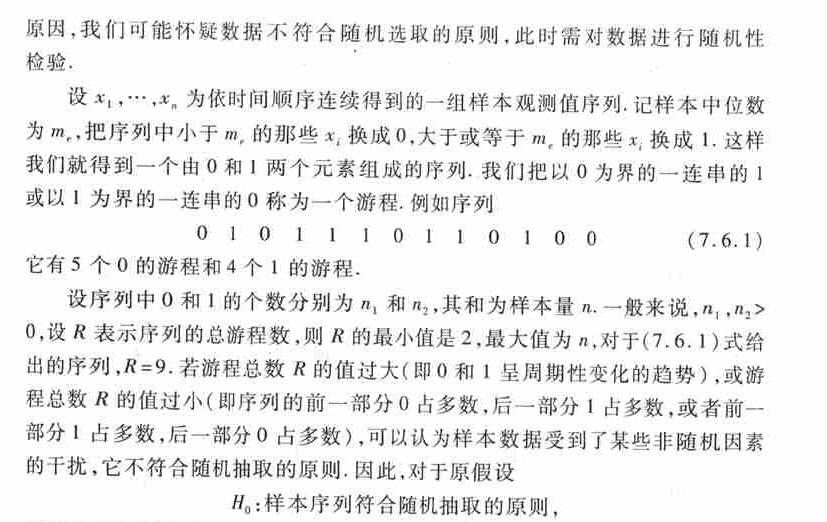 原因,我们可能怀疑数据不符合随机选取的原则,此时需对数据进行随机性
检验.
设 x₁,⋯,xₙ 为依时间顺序连续得到的一组样本观测值序列.记样本中位数
为 mₑ,把序列中小于 mₑ 的那些 xᵢ 换成0,大于或等于 mₑ 的那些 xᵢ 换成 1. 这样
我们就得到一个由 0 和 1 两个元素组成的序列. 我们把以 0 为界的一连串的 1
或以 1 为界的一连串的 0 称为一个游程. 例如序列
0 1 0 1 1 1 0 1 1 0 1 0 0 (7.6.1)
它有 5 个 0 的游程和 4 个 1 的游程.
设序列中 0 和 1 的个数分别为 n₁ 和 n₂,其和为样本量 n. 一般来说,n₁,n₂>
0,设 R 表示序列的总游程数,则 R 的最小值是 2,最大值为 n,对于(7.6.1)式给
出的序列,R=9. 若游程总数 R 的值过大(即 0 和 1 呈周期性变化的趋势),或游
程总数 R 的值过小(即序列的前一部分 0 占多数,后一部分 1 占多数,或者前一
部分 1 占多数,后一部分 0 占多数),可以认为样本数据受到了某些非随机因素
的干扰,它不符合随机抽取的原则. 因此,对于原假设
H₀:样本序列符合随机抽取的原则,